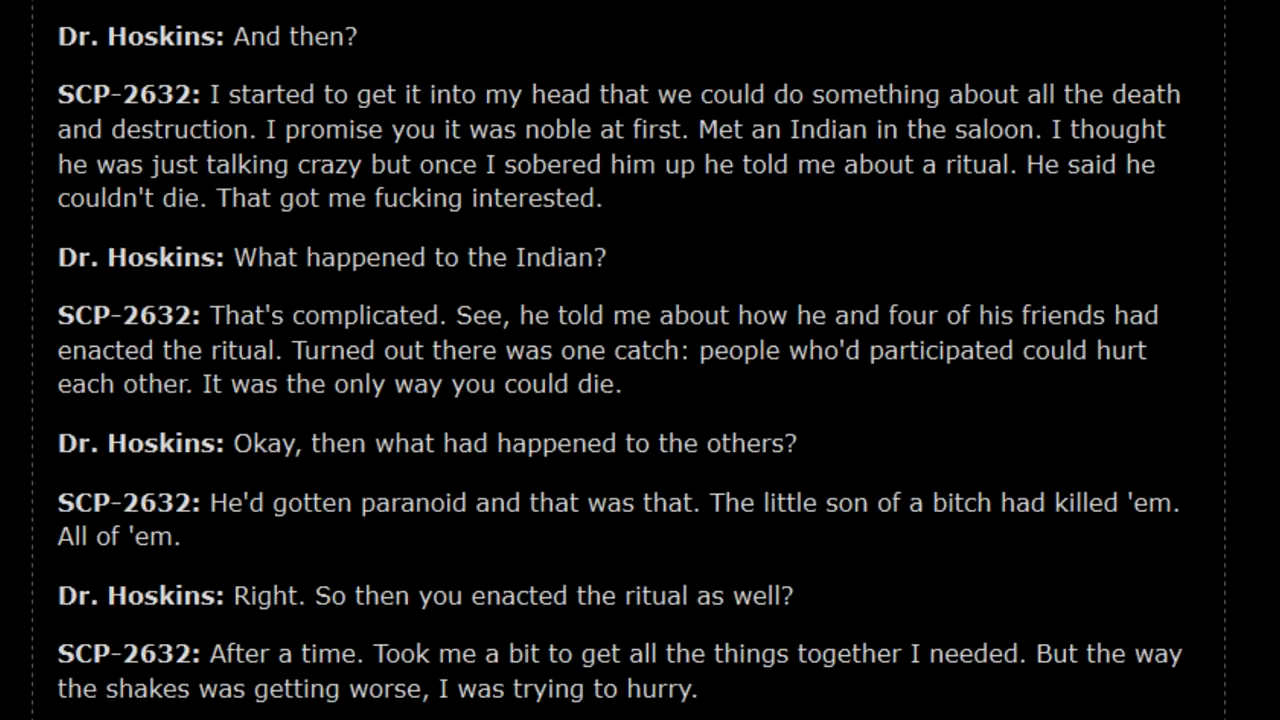 Dr. Hoskins: And then?
SCP-2632: I started to get it into my head that we could do something about all the death
and destruction. I promise you it was noble at first. Met an Indian in the saloon. I thought
he was just talking crazy but once I sobered him up he told me about a ritual. He said he
couldn't die. That got me fucking interested.
Dr. Hoskins: What happened to the Indian?
SCP-2632: That's complicated. See, he told me about how he and four of his friends had
enacted the ritual. Turned out there was one catch: people who'd participated could hurt
each other. It was the only way you could die.
Dr. Hoskins: Okay, then what had happened to the others?
SCP-2632: He'd gotten paranoid and that was that. The little son of a bitch had killed 'em.
All of 'em.
Dr. Hoskins: Right. So then you enacted the ritual as well?
SCP-2632: After a time. Took me a bit to get all the things together I needed. But the way
the shakes was getting worse, I was trying to hurry.